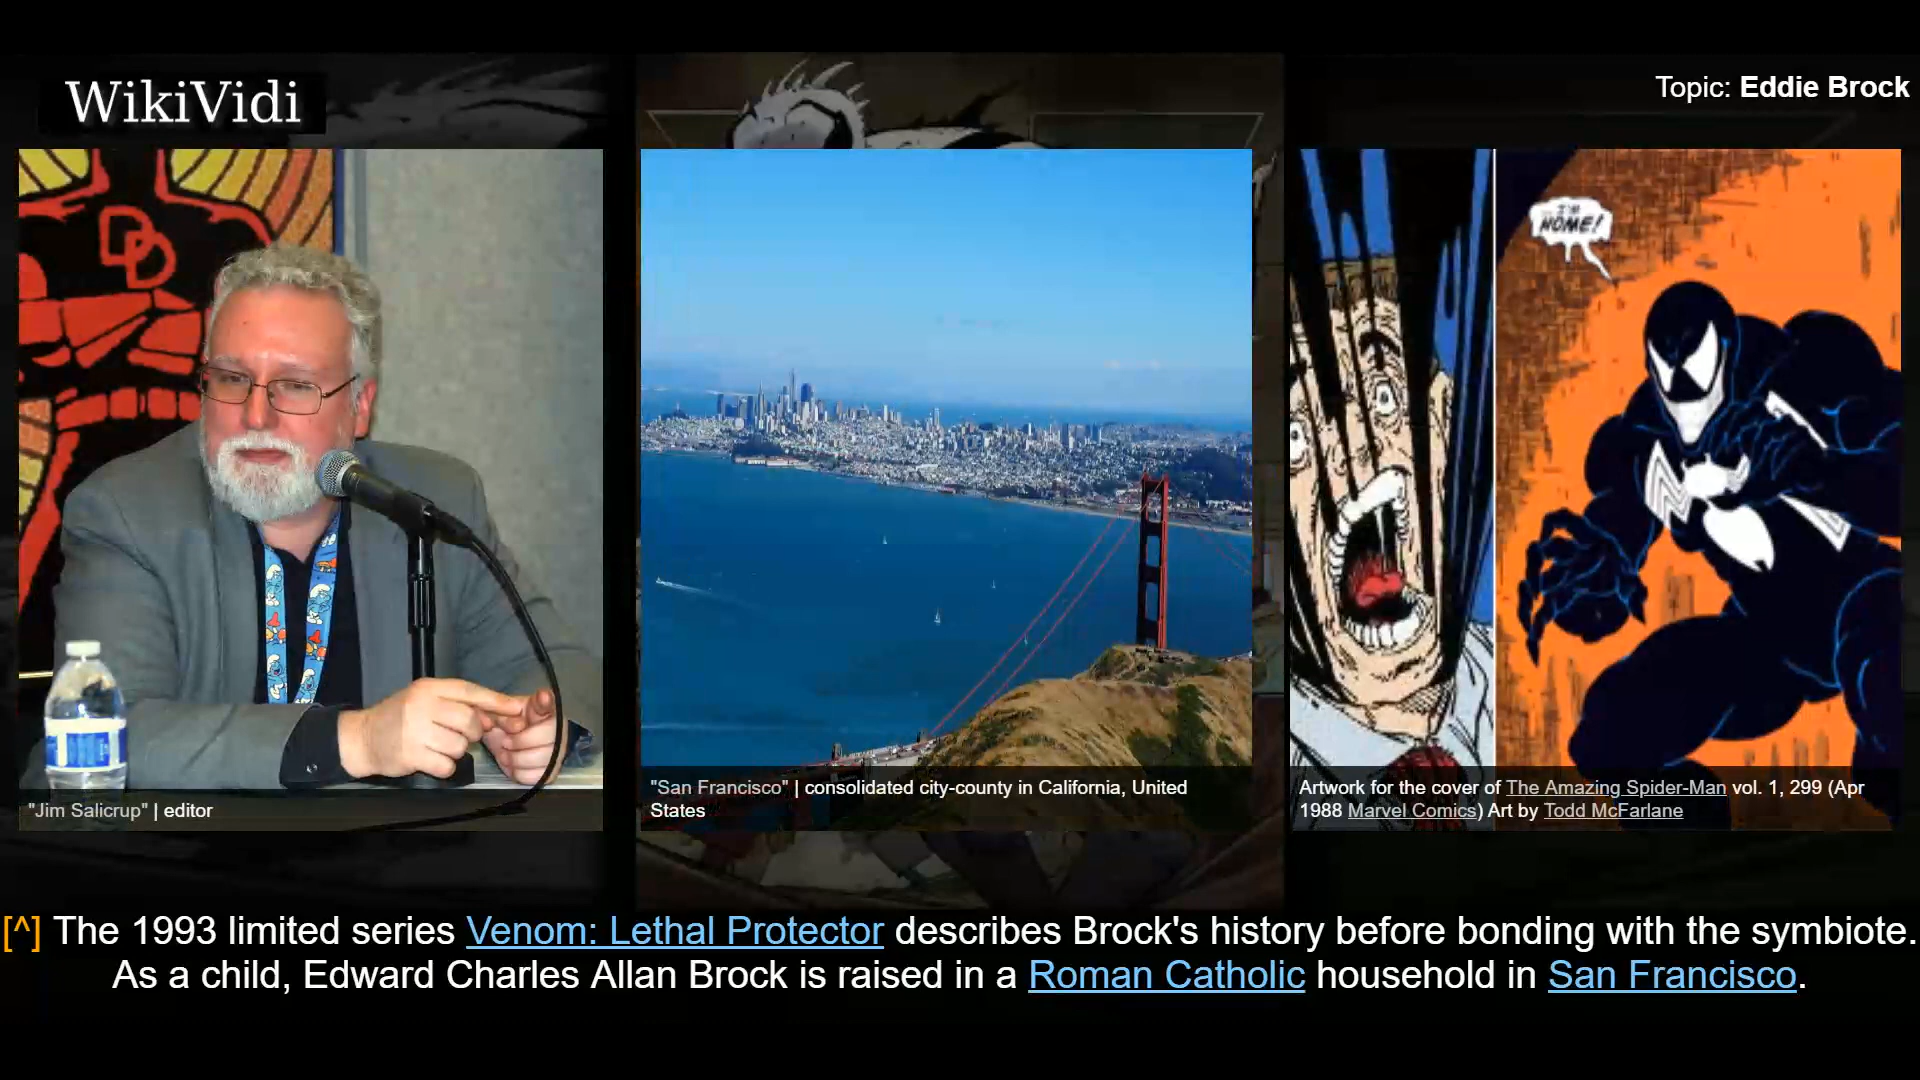 WikiVidi
Topic: Eddie Brock
DD
I'M
HOME!
"Jim Salicrup" | editor
"San Francisco" | consolidated city-county in California, United
States
Artwork for the cover of The Amazing Spider-Man vol. 1, 299 (Apr
1988 Marvel Comics) Art by Todd McFarlane
[^] The 1993 limited series Venom: Lethal Protector describes Brock's history before bonding with the symbiote.
As a child, Edward Charles Allan Brock is raised in a Roman Catholic household in San Francisco.